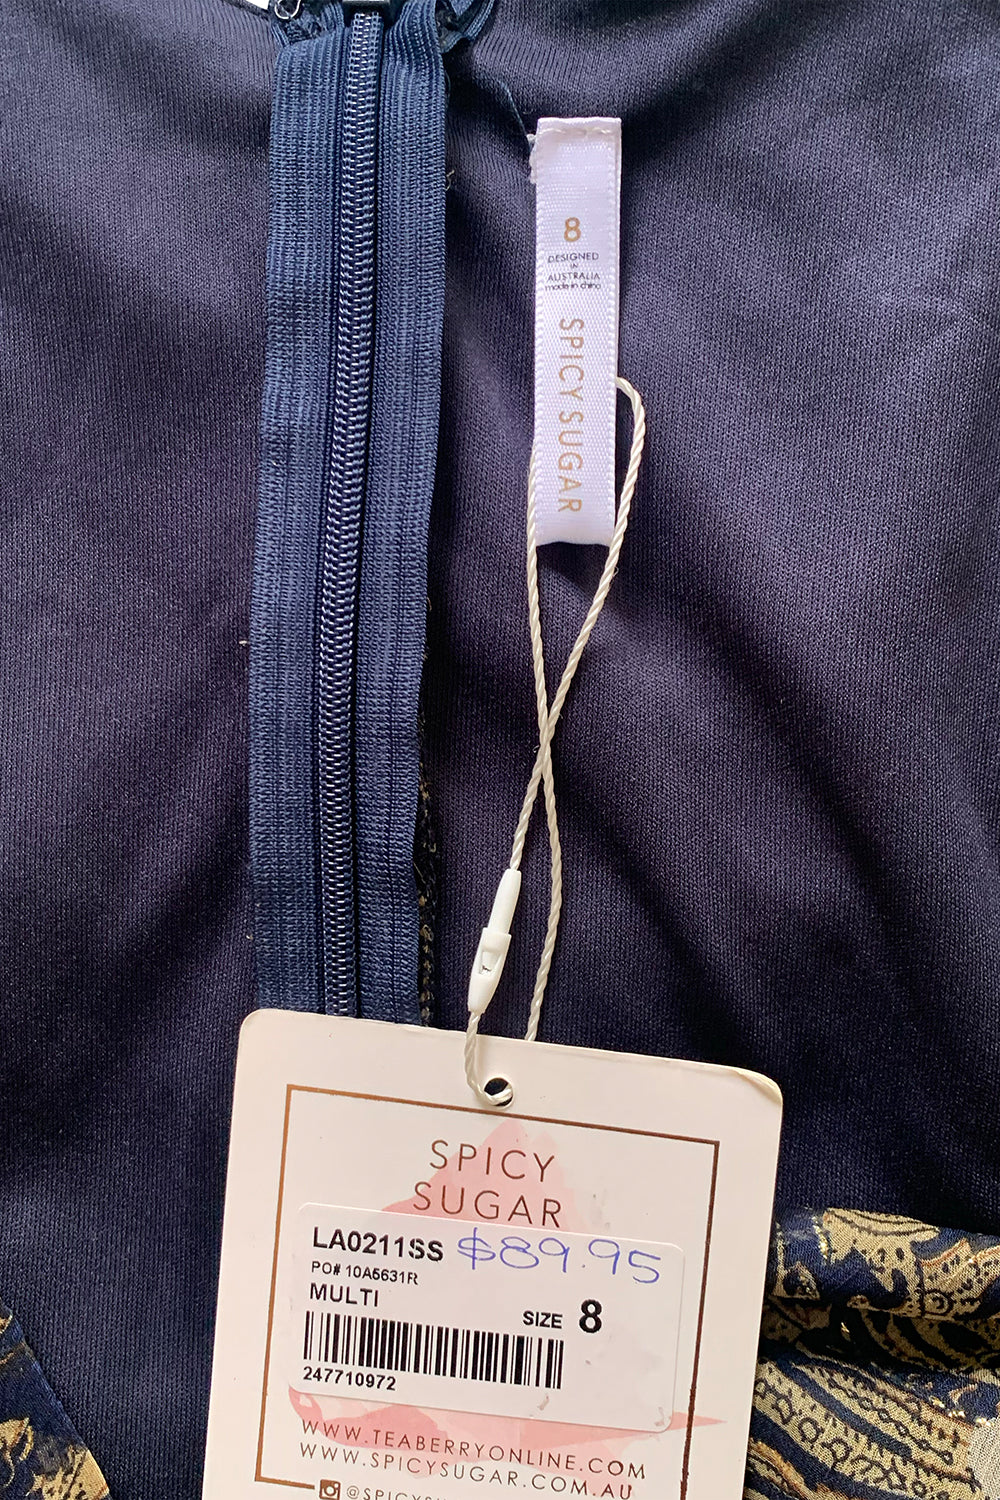 8
DESIGNED
IN
AUSTRALIA
made in china
SPICY SUGAR
SPICY
SUGAR
LA0211SS $89.95
PO# 10A5631R
MULTI
SIZE 8
247710972
WWW.TEABERRYONLINE.COM
WWW.SPICYSUGAR.COM.AU